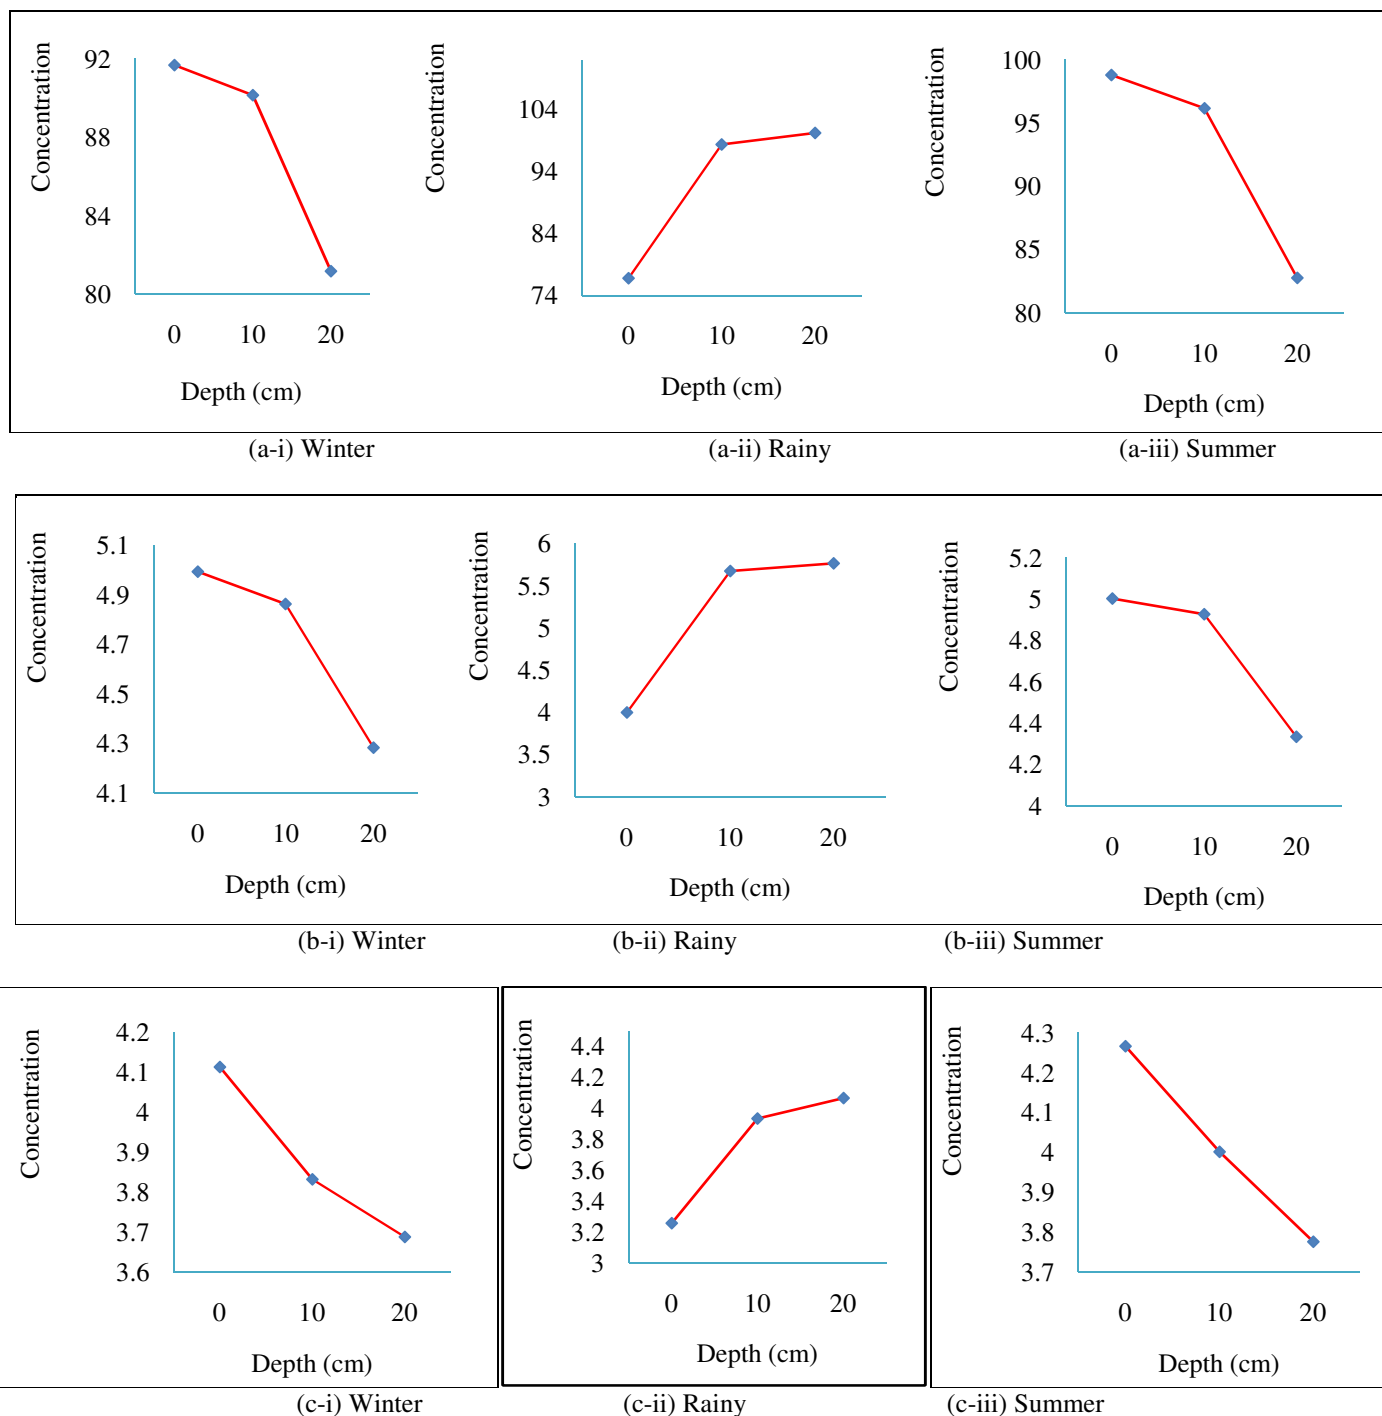 Concentration
92
88
84
80
0 10 20
Depth (cm)
Concentration
104
94
84
74
0 10 20
Depth (cm)
Concentration
100
95
90
85
80
0 10 20
Depth (cm)
(a-i) Winter
(a-ii) Rainy
(a-iii) Summer
Concentration
5.1
4.9
4.7
4.5
4.3
4.1
0 10 20
Depth (cm)
Concentration
6
5.5
5
4.5
4
3.5
3
0 10 20
Depth (cm)
Concentration
5.2
5
4.8
4.6
4.4
4.2
4
0 10 20
Depth (cm)
(b-i) Winter
(b-ii) Rainy
(b-iii) Summer
Concentration
4.2
4.1
4
3.9
3.8
3.7
3.6
0 10 20
Depth (cm)
Concentration
4.4
4.2
4
3.8
3.6
3.4
3.2
3
0 10 20
Depth (cm)
Concentration
4.3
4.2
4.1
4
3.9
3.8
3.7
0 10 20
Depth (cm)
(c-i) Winter
(c-ii) Rainy
(c-iii) Summer